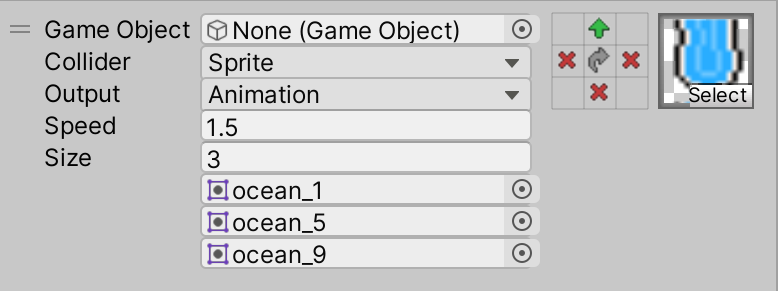 Game Object None (Game Object)
Collider Sprite
Output Animation
Speed 1.5
Size 3
ocean_1
ocean_5
ocean_9
Select